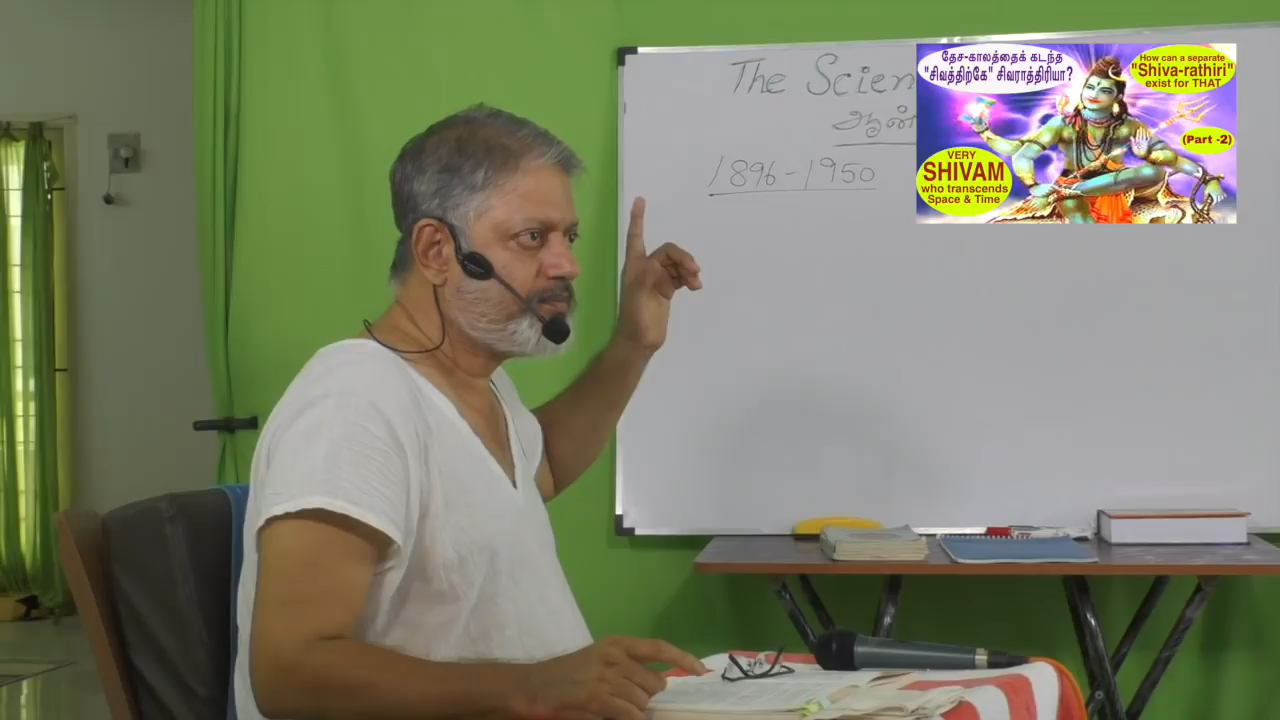 The Scien
ஆன்
1896-1950
தேச-காலத்தைக் கடந்த
"சிவத்திற்கே" சிவராத்திரியா?
How can a separate
"Shiva-rathiri"
exist for THAT
(Part -2)
VERY
SHIVAM
who transcends
Space & Time